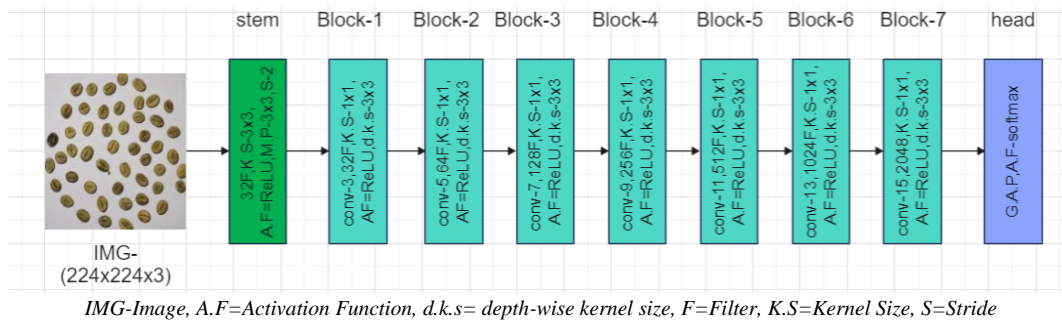 stem
Block-1
Block-2
Block-3
Block-4
Block-5
Block-6
Block-7
head
32F,K.S-3x3,
A.F=ReLU,M.P-3x3,S-2
conv-3,32F,K.S-1x1,
AF=ReLU,d.k.s-3x3
conv-5,64F,K.S-1x1,
AF=ReLU,d.k.s-3x3
conv-7,128F,K.S-1x1,
A.F=ReLU,d.k.s-3x3
conv-9,256F,K.S-1x1,
A.F=ReLU,d.k.s-3x3
conv-11,512F,K.S-1x1,
A.F=ReLU,d.k.s-3x3
conv-13,1024F,K.S-1x1,
A.F=ReLU,d.k.s-3x3
conv-15,2048,K.S-1x1,
A.F=ReLU,d.k.s-3x3
G.A.P,A.F-softmax
IMG-
(224x224x3)
IMG-Image, A.F=Activation Function, d.k.s= depth-wise kernel size, F=Filter, K.S=Kernel Size, S=Stride